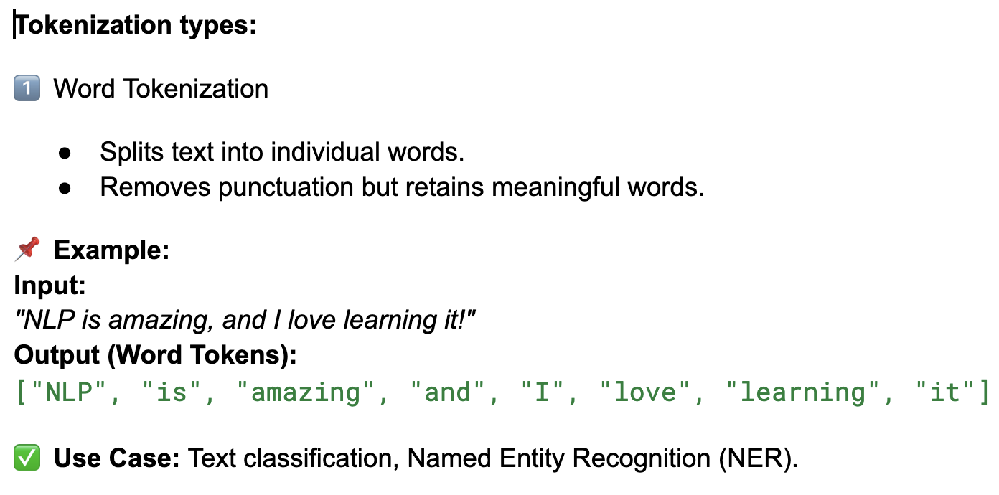 Tokenization types:
1️⃣ Word Tokenization
● Splits text into individual words.
● Removes punctuation but retains meaningful words.
📌 Example:
Input:
"NLP is amazing, and I love learning it!"
Output (Word Tokens):
["NLP", "is", "amazing", "and", "I", "love", "learning", "it"]
✅ Use Case: Text classification, Named Entity Recognition (NER).